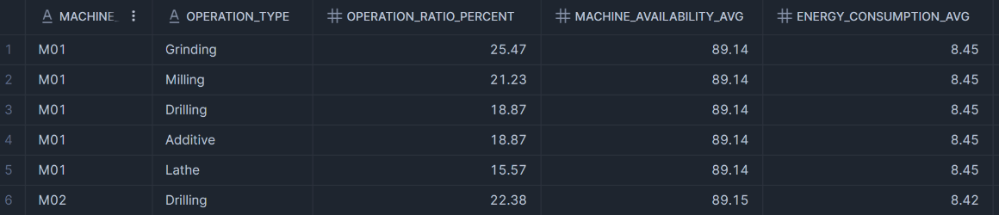 A MACHINE_ A OPERATION_TYPE # OPERATION_RATIO_PERCENT # MACHINE_AVAILABILITY_AVG # ENERGY_CONSUMPTION_AVG
1 M01 Grinding 25.47 89.14 8.45
2 M01 Milling 21.23 89.14 8.45
3 M01 Drilling 18.87 89.14 8.45
4 M01 Additive 18.87 89.14 8.45
5 M01 Lathe 15.57 89.14 8.45
6 M02 Drilling 22.38 89.15 8.42